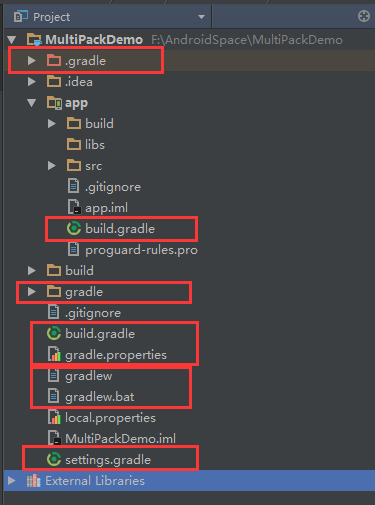 Project
MultiPackDemo F:\AndroidSpace\MultiPackDemo
.gradle
.idea
app
build
libs
src
.gitignore
app.iml
build.gradle
proguard-rules.pro
build
gradle
.gitignore
build.gradle
gradle.properties
gradlew
gradlew.bat
local.properties
MultiPackDemo.iml
settings.gradle
External Libraries